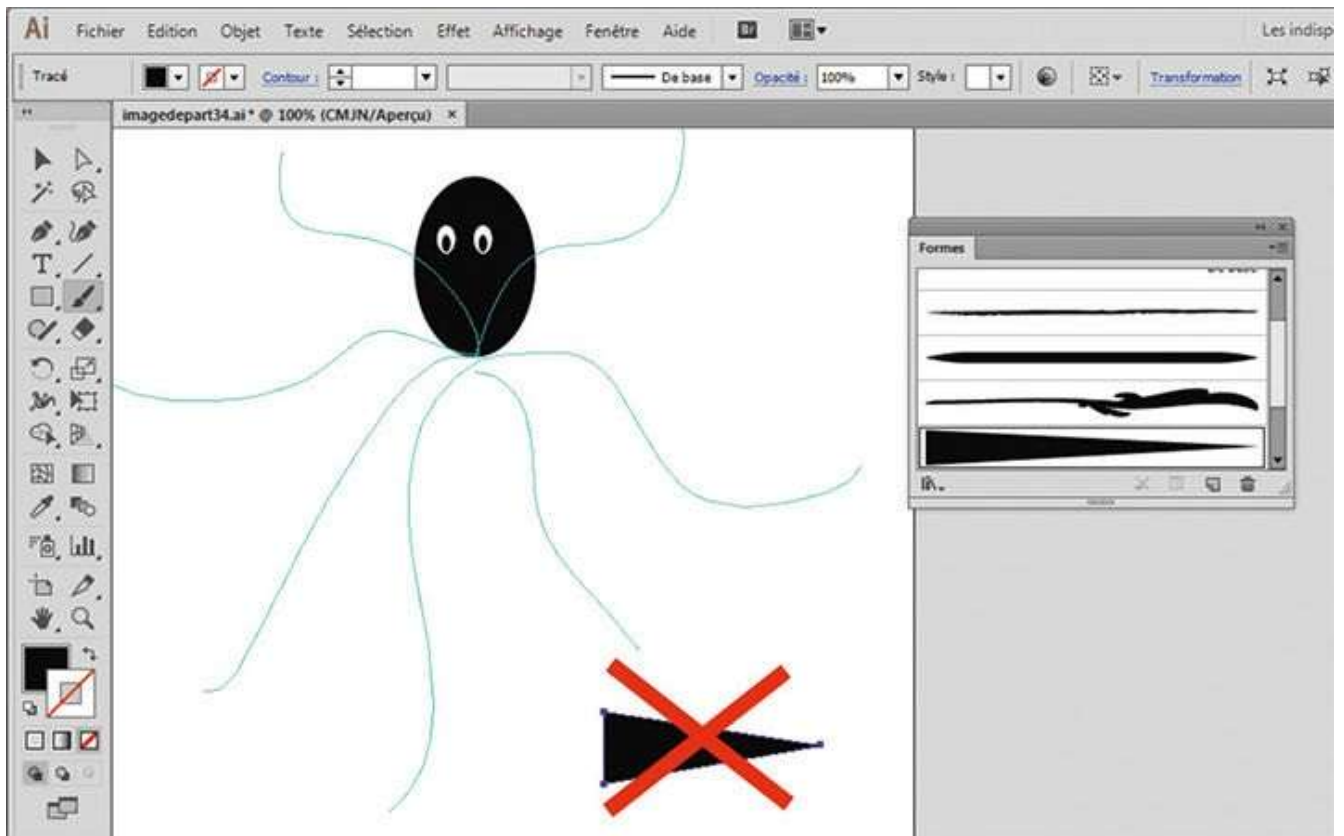 Ai Fichier Edition Objet Texte Sélection Effet Affichage Fenêtre Aide Br Les indisp
Tracé Contour : De base Opacité : 100% Style : Transformation
imagedepart34.ai* @ 100% (CMJN/Aperçu) ×
Formes